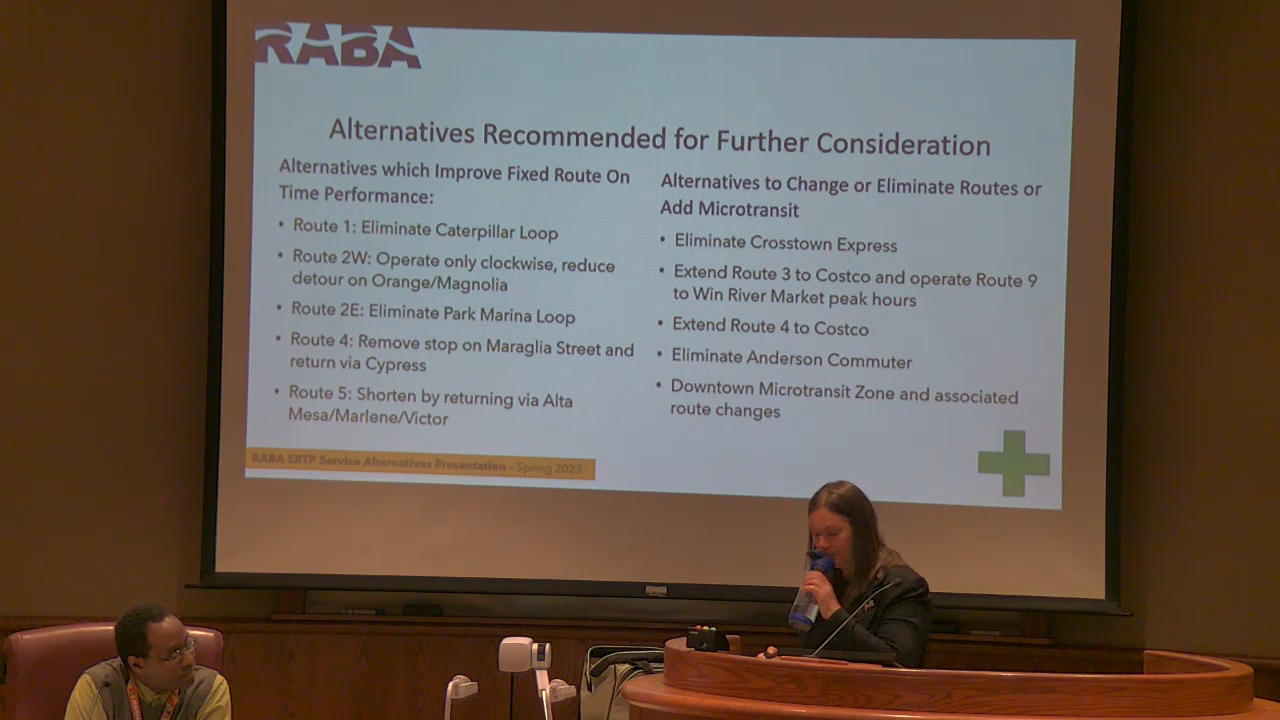 RABA
Alternatives Recommended for Further Consideration
Alternatives which Improve Fixed Route On
Time Performance:
• Route 1: Eliminate Caterpillar Loop
• Route 2W: Operate only clockwise, reduce
detour on Orange/Magnolia
• Route 2E: Eliminate Park Marina Loop
• Route 4: Remove stop on Maraglia Street and
return via Cypress
• Route 5: Shorten by returning via Alta
Mesa/Marlene/Victor
Alternatives to Change or Eliminate Routes or
Add Microtransit
• Eliminate Crosstown Express
• Extend Route 3 to Costco and operate Route 9
to Win River Market peak hours
• Extend Route 4 to Costco
• Eliminate Anderson Commuter
• Downtown Microtransit Zone and associated
route changes
RABA SRTP Service Alternatives Presentation - Spring 2023